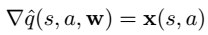 ∇q̂(s, a, w) = x(s, a)